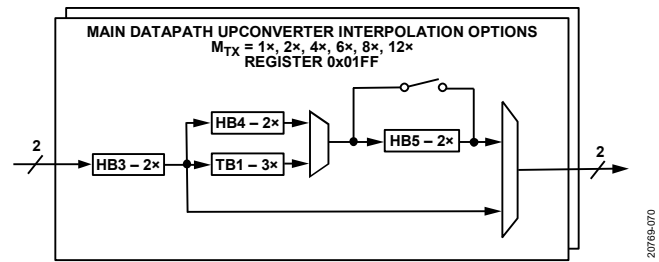 MAIN DATAPATH UPCONVERTER INTERPOLATION OPTIONS
MTX = 1×, 2×, 4×, 6×, 8×, 12×
REGISTER 0x01FF
HB4 – 2×
2
HB3 – 2×
TB1 – 3×
HB5 – 2×
2
20769-070